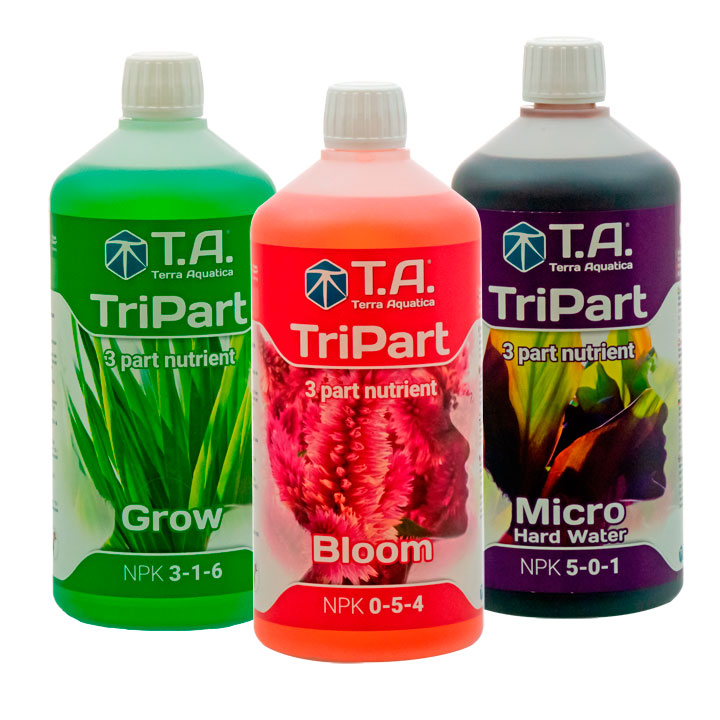 T.A.®
Terra Aquatica
TriPart
3 part nutrient
Grow
NPK 3-1-6
T.A.®
Terra Aquatica
TriPart
3 part nutrient
Bloom
NPK 0-5-4
T.A.®
Terra Aquatica
TriPart
3 part nutrient
Micro
Hard Water
NPK 5-0-1